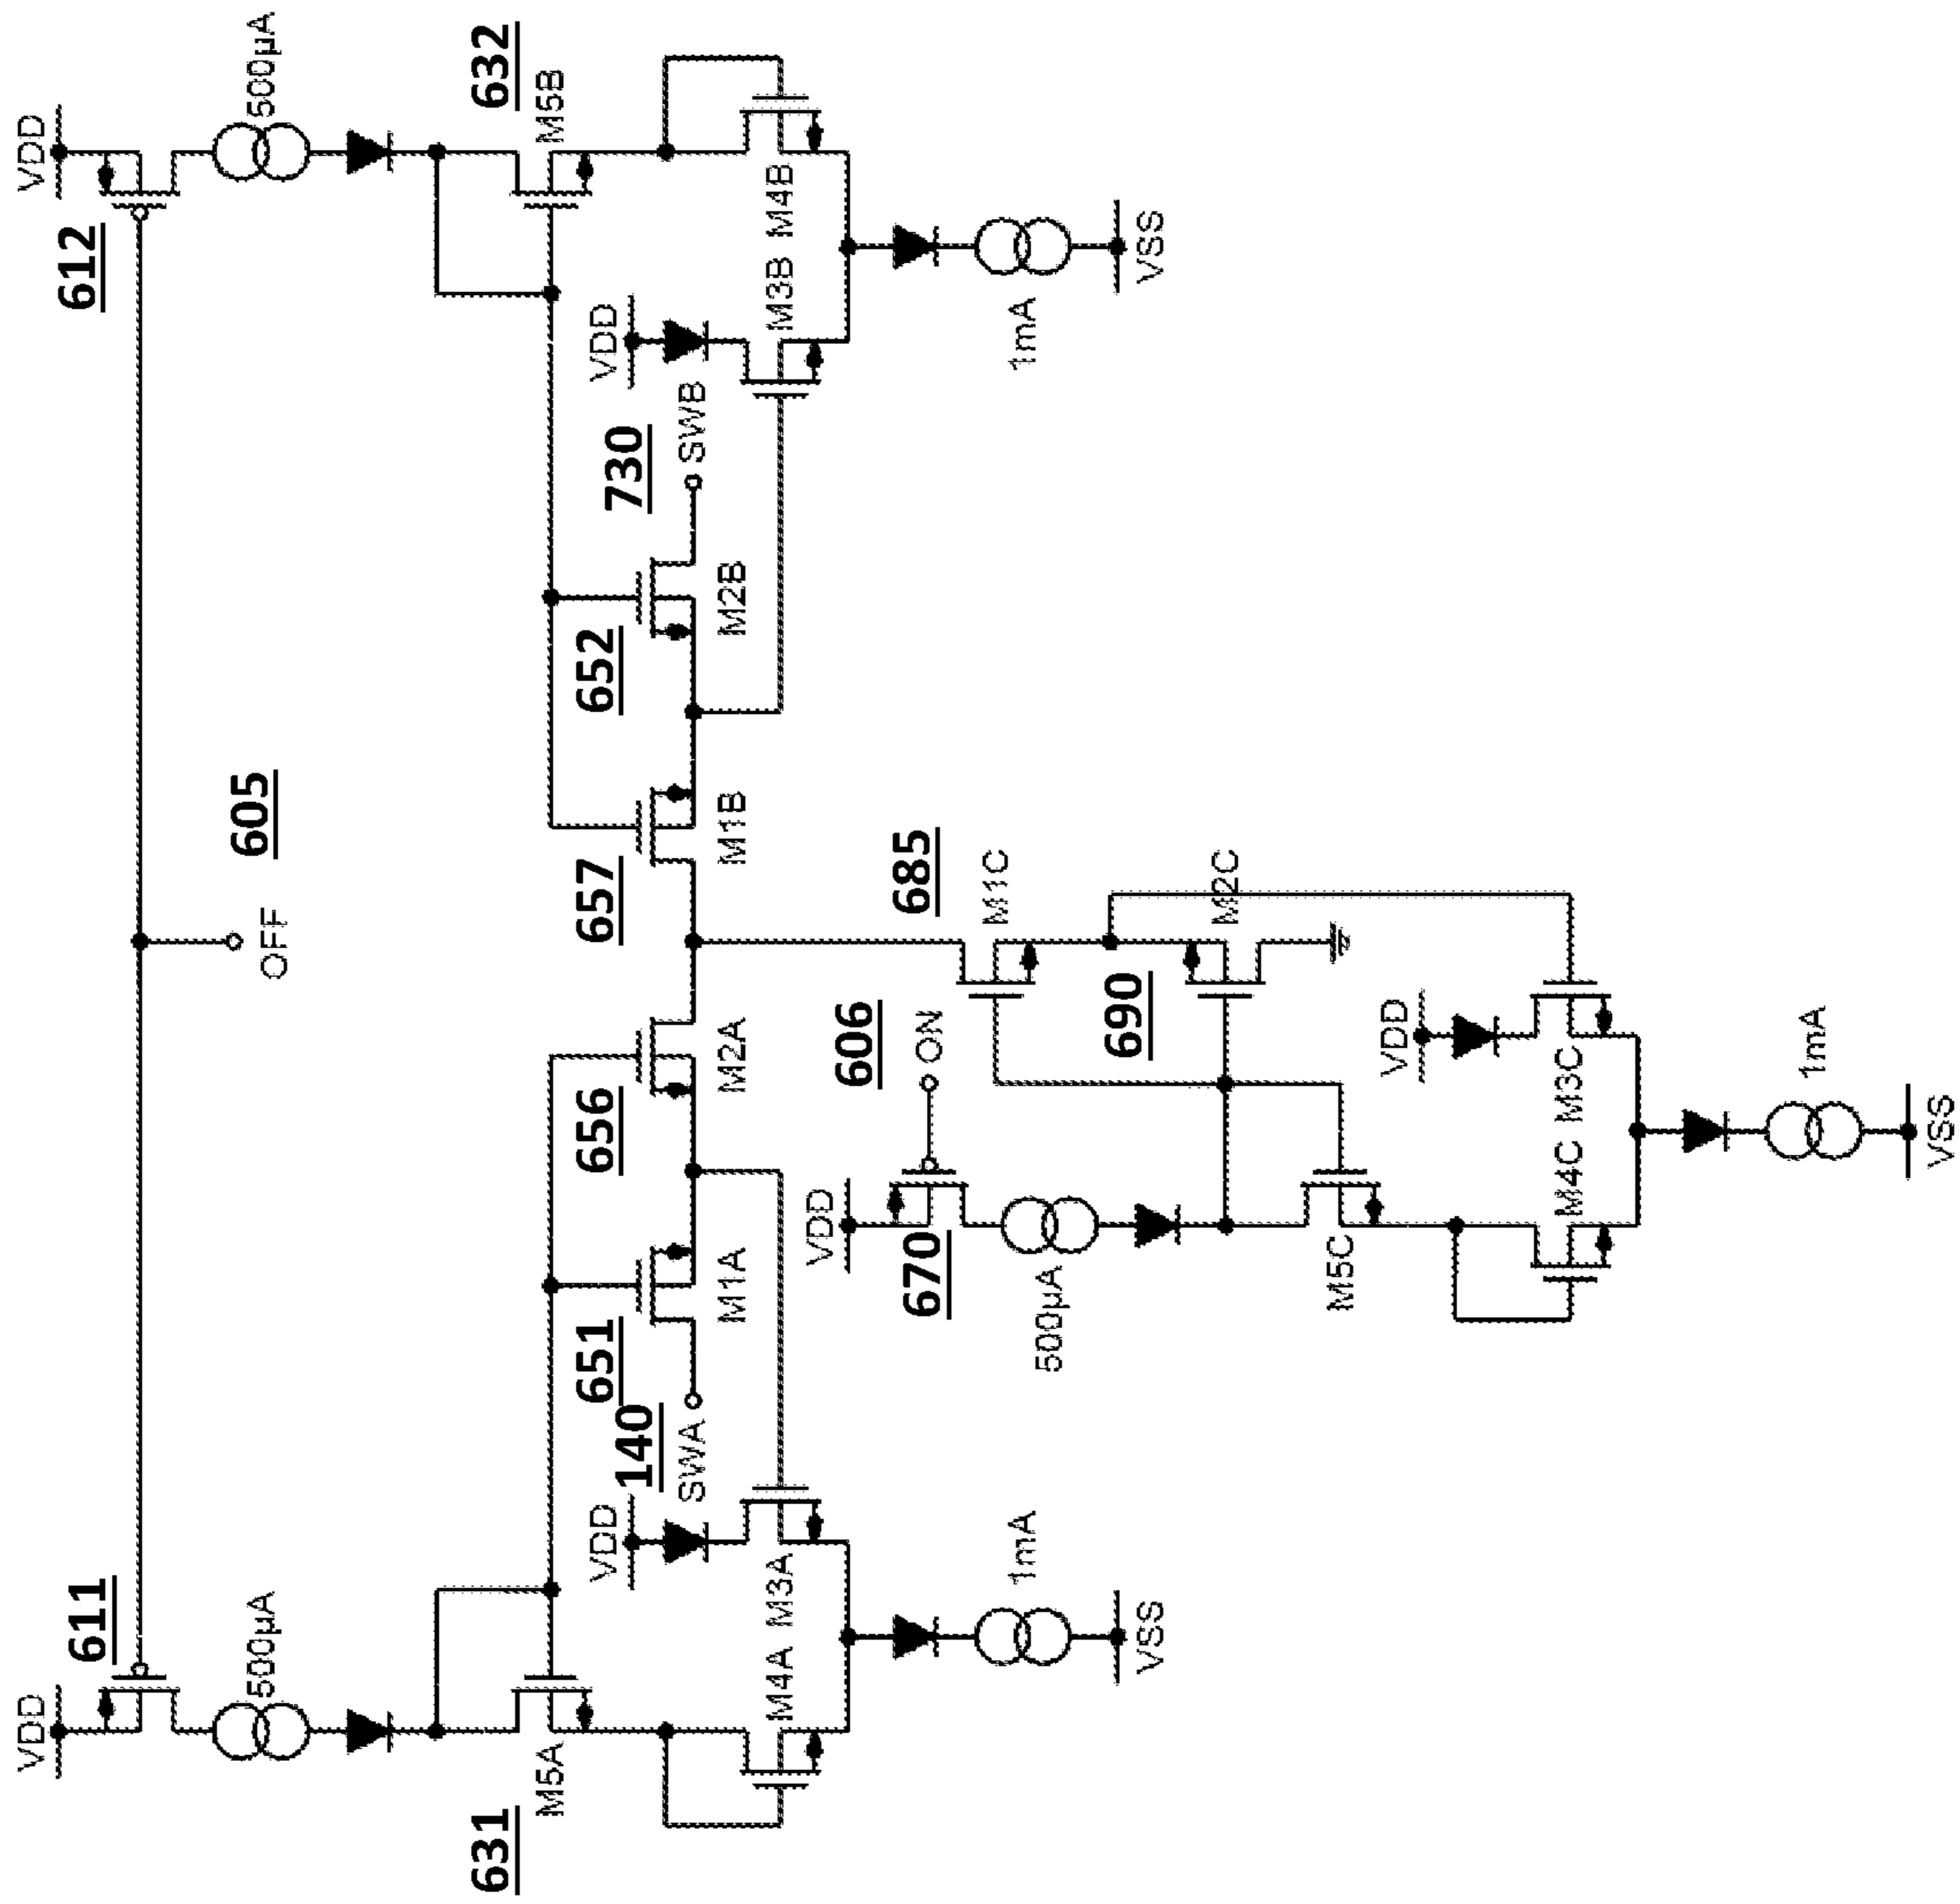 VDD
611
500µA
631
M5A
VDD
140
SWA
651
M1A
656
M2A
M4A M3A
1mA
VSS
605
OFF
657
M1B
652
M2B
730
SWB
VDD
612
500µA
632
M5B
VDD
M3B M4B
1mA
VSS
VDD
670
606
ON
500µA
M5C
685
M1C
690
M2C
VDD
M4C M3C
1mA
VSS